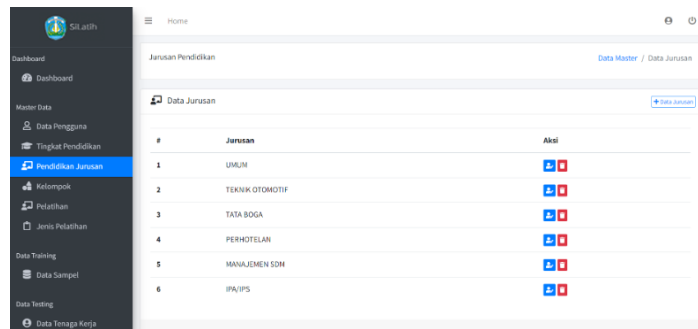 SiLatih
Home
Dashboard
Dashboard
Master Data
Data Pengguna
Tingkat Pendidikan
Pendidikan Jurusan
Kelompok
Pelatihan
Jenis Pelatihan
Data Training
Data Sampel
Data Testing
Data Tenaga Kerja
Jurusan Pendidikan
Data Master / Data Jurusan
Data Jurusan
+ Data Jurusan
# Jurusan Aksi
1 UMUM
2 TEKNIK OTOMOTIF
3 TATA BOGA
4 PERHOTELAN
5 MANAJEMEN SDM
6 IPA/IPS